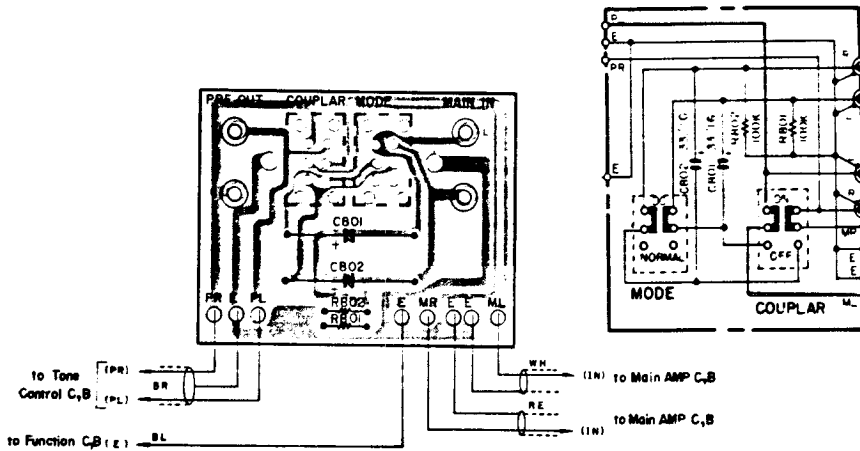 PRE OUT COUPLAR MODE MAIN IN
L
C801
+
C802
+
R802
R801
PR E PL E MR E E ML
to Tone
Control C,B
(PR)
BR
(PL)
to Function C,B (E)
BL
WH
(IN) to Main AMP C,B
RE
(IN) to Main AMP C,B
P
E
PR
E
C802
C801
R802
100K
R801
100K
NORMAL
MODE
ON
OFF
COUPLAR
R
E
E